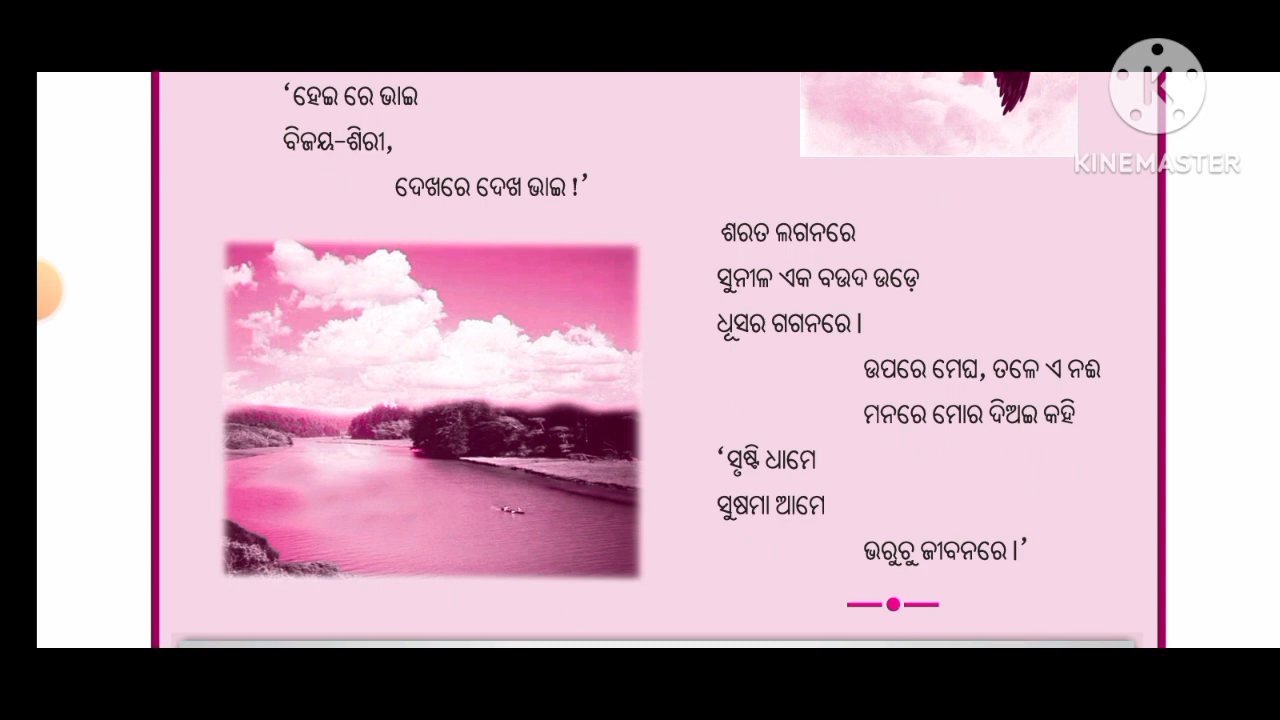 ‘ହେଇ ରେ ଭାଇ
ବିଜୟ-ଶିରୀ,
ଦେଖରେ ଦେଖ ଭାଇ !’
ଶରତ ଲଗନରେ
ସୁନୀଳ ଏକ ବଉଦ ଉଡ଼େ
ଧୂସର ଗଗନରେ |
ଉପରେ ମେଘ, ତଳେ ଏ ନଈ
ମନରେ ମୋର ଦିଅଇ କହି
‘ସୃଷ୍ଟି ଧାମେ
ସୁଷମା ଆମେ
ଭରୁଚୁ ଜୀବନରେ |’
KINEMASTER